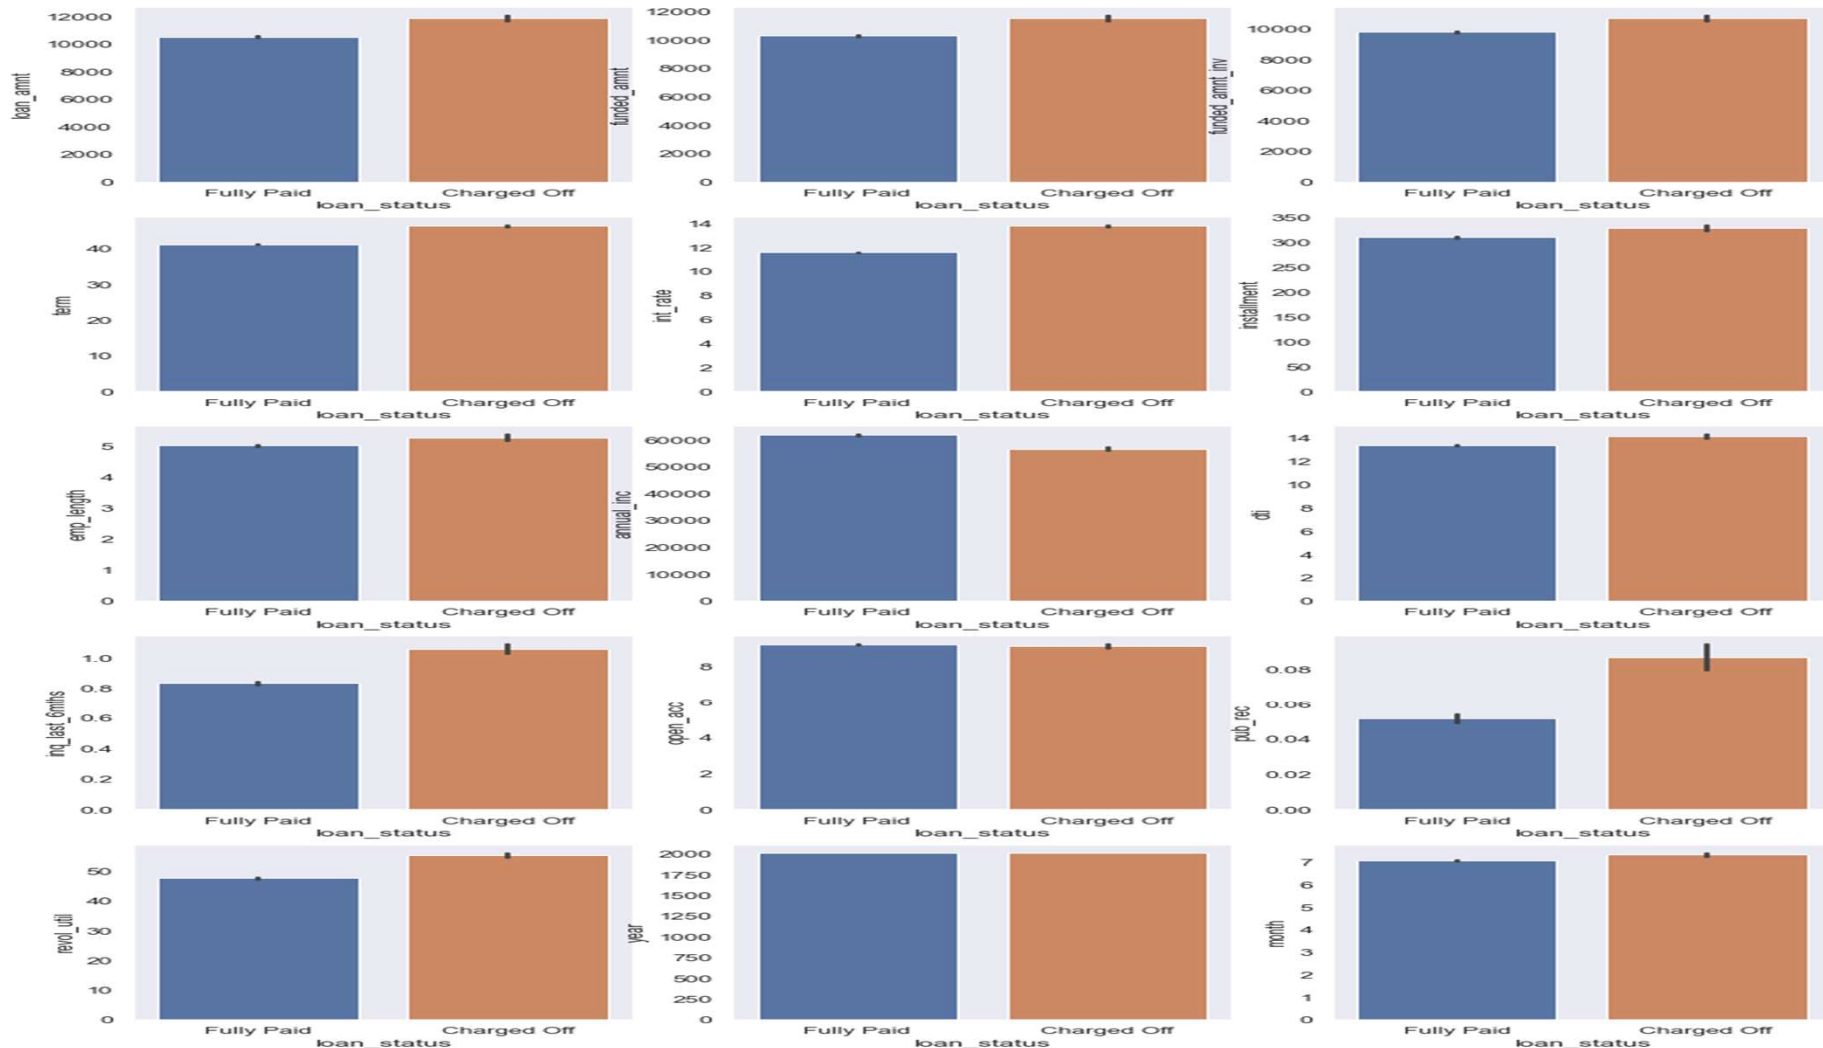 12000
10000
8000
6000
4000
2000
0
loan_amnt
Fully Paid Charged Off
loan_status
12000
10000
8000
6000
4000
2000
0
funded_amnt
Fully Paid Charged Off
loan_status
10000
8000
6000
4000
2000
0
funded_amnt_inv
Fully Paid Charged Off
loan_status
40
30
20
10
0
term
Fully Paid Charged Off
loan_status
14
12
10
8
6
4
2
0
int_rate
Fully Paid Charged Off
loan_status
350
300
250
200
150
100
50
0
installment
Fully Paid Charged Off
loan_status
5
4
3
2
1
0
emp_length
Fully Paid Charged Off
loan_status
60000
50000
40000
30000
20000
10000
0
annual_inc
Fully Paid Charged Off
loan_status
14
12
10
8
6
4
2
0
dti
Fully Paid Charged Off
loan_status
1.0
0.8
0.6
0.4
0.2
0.0
inq_last_6mths
Fully Paid Charged Off
loan_status
8
6
4
2
0
open_acc
Fully Paid Charged Off
loan_status
0.08
0.06
0.04
0.02
0.00
pub_rec
Fully Paid Charged Off
loan_status
50
40
30
20
10
0
revol_util
Fully Paid Charged Off
loan_status
2000
1750
1500
1250
1000
750
500
250
0
year
Fully Paid Charged Off
loan_status
7
6
5
4
3
2
1
0
month
Fully Paid Charged Off
loan_status